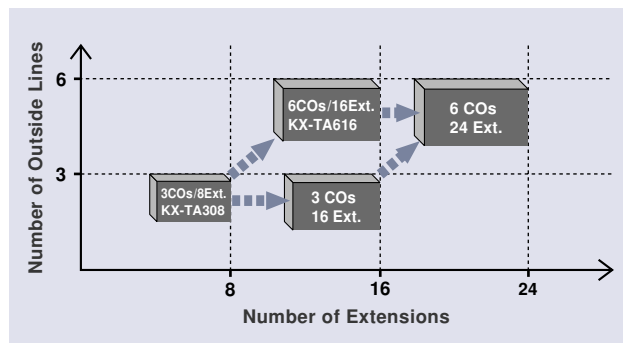 Number of Outside Lines
6
3
6COs/16Ext.
KX-TA616
6 COs
24 Ext.
3COs/8Ext.
KX-TA308
3 COs
16 Ext.
8
16
24
Number of Extensions